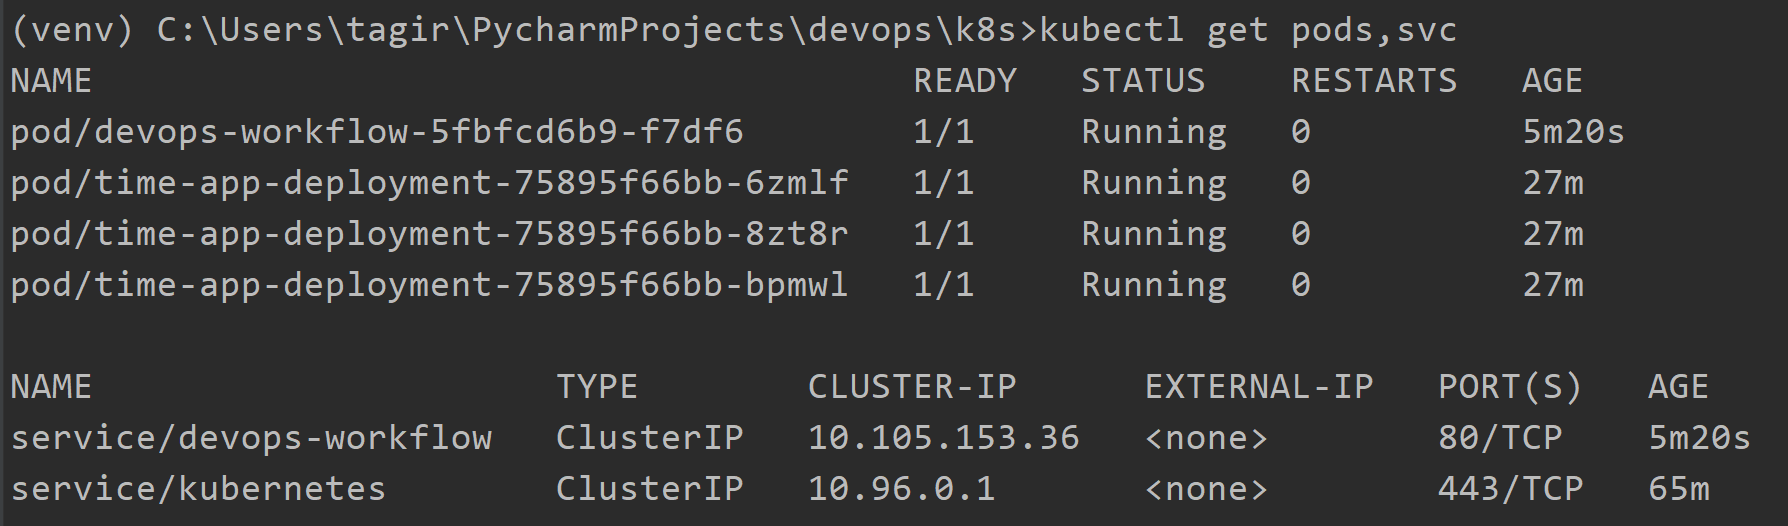 (venv) C:\Users\tagir\PycharmProjects\devops\k8s>kubectl get pods,svc
NAME READY STATUS RESTARTS AGE
pod/devops-workflow-5fbfcd6b9-f7df6 1/1 Running 0 5m20s
pod/time-app-deployment-75895f66bb-6zmlf 1/1 Running 0 27m
pod/time-app-deployment-75895f66bb-8zt8r 1/1 Running 0 27m
pod/time-app-deployment-75895f66bb-bpmwl 1/1 Running 0 27m
NAME TYPE CLUSTER-IP EXTERNAL-IP PORT(S) AGE
service/devops-workflow ClusterIP 10.105.153.36 <none> 80/TCP 5m20s
service/kubernetes ClusterIP 10.96.0.1 <none> 443/TCP 65m